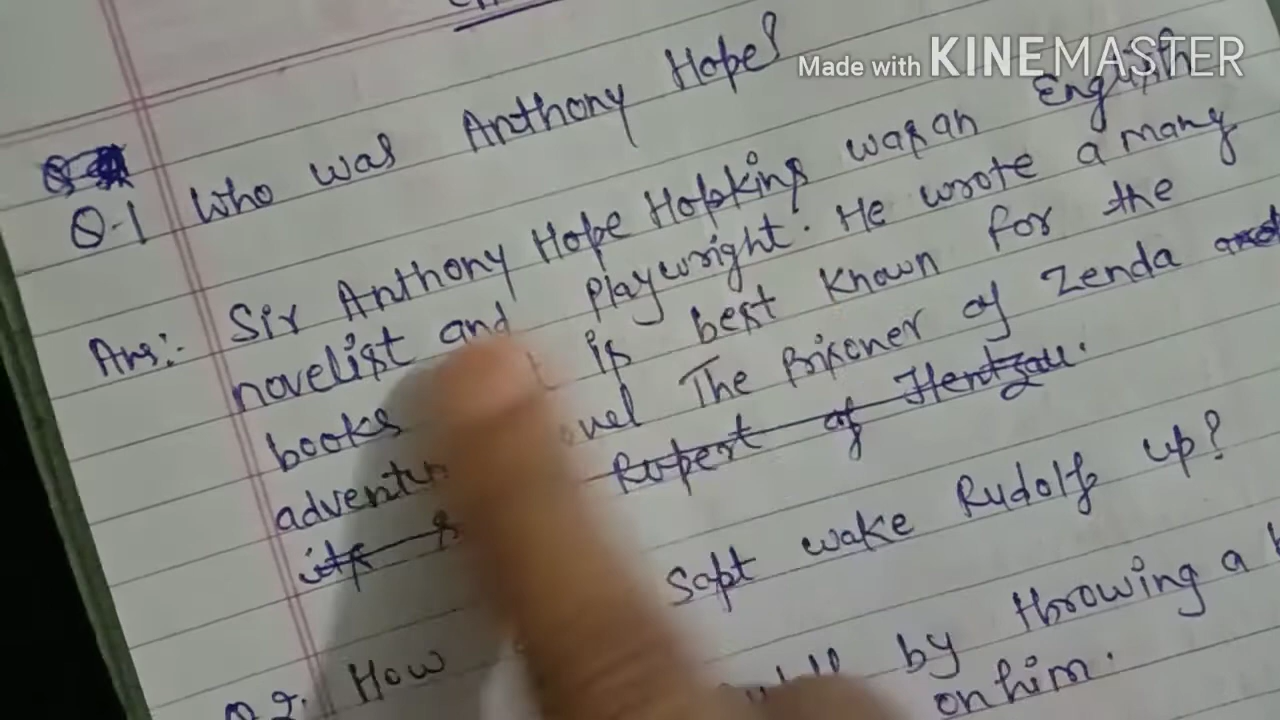 Made with KINEMASTER
Q.1 Who was Anthony Hope?
Ans:- Sir Anthony Hope Hopkins was an English
novelist and Playwright. He wrote a many
books is best known for the
The Prisoner of Zenda and
its Rupert of Hentzau.
Q 2. How Sapt wake Rudolf up?
by throwing a
on him.